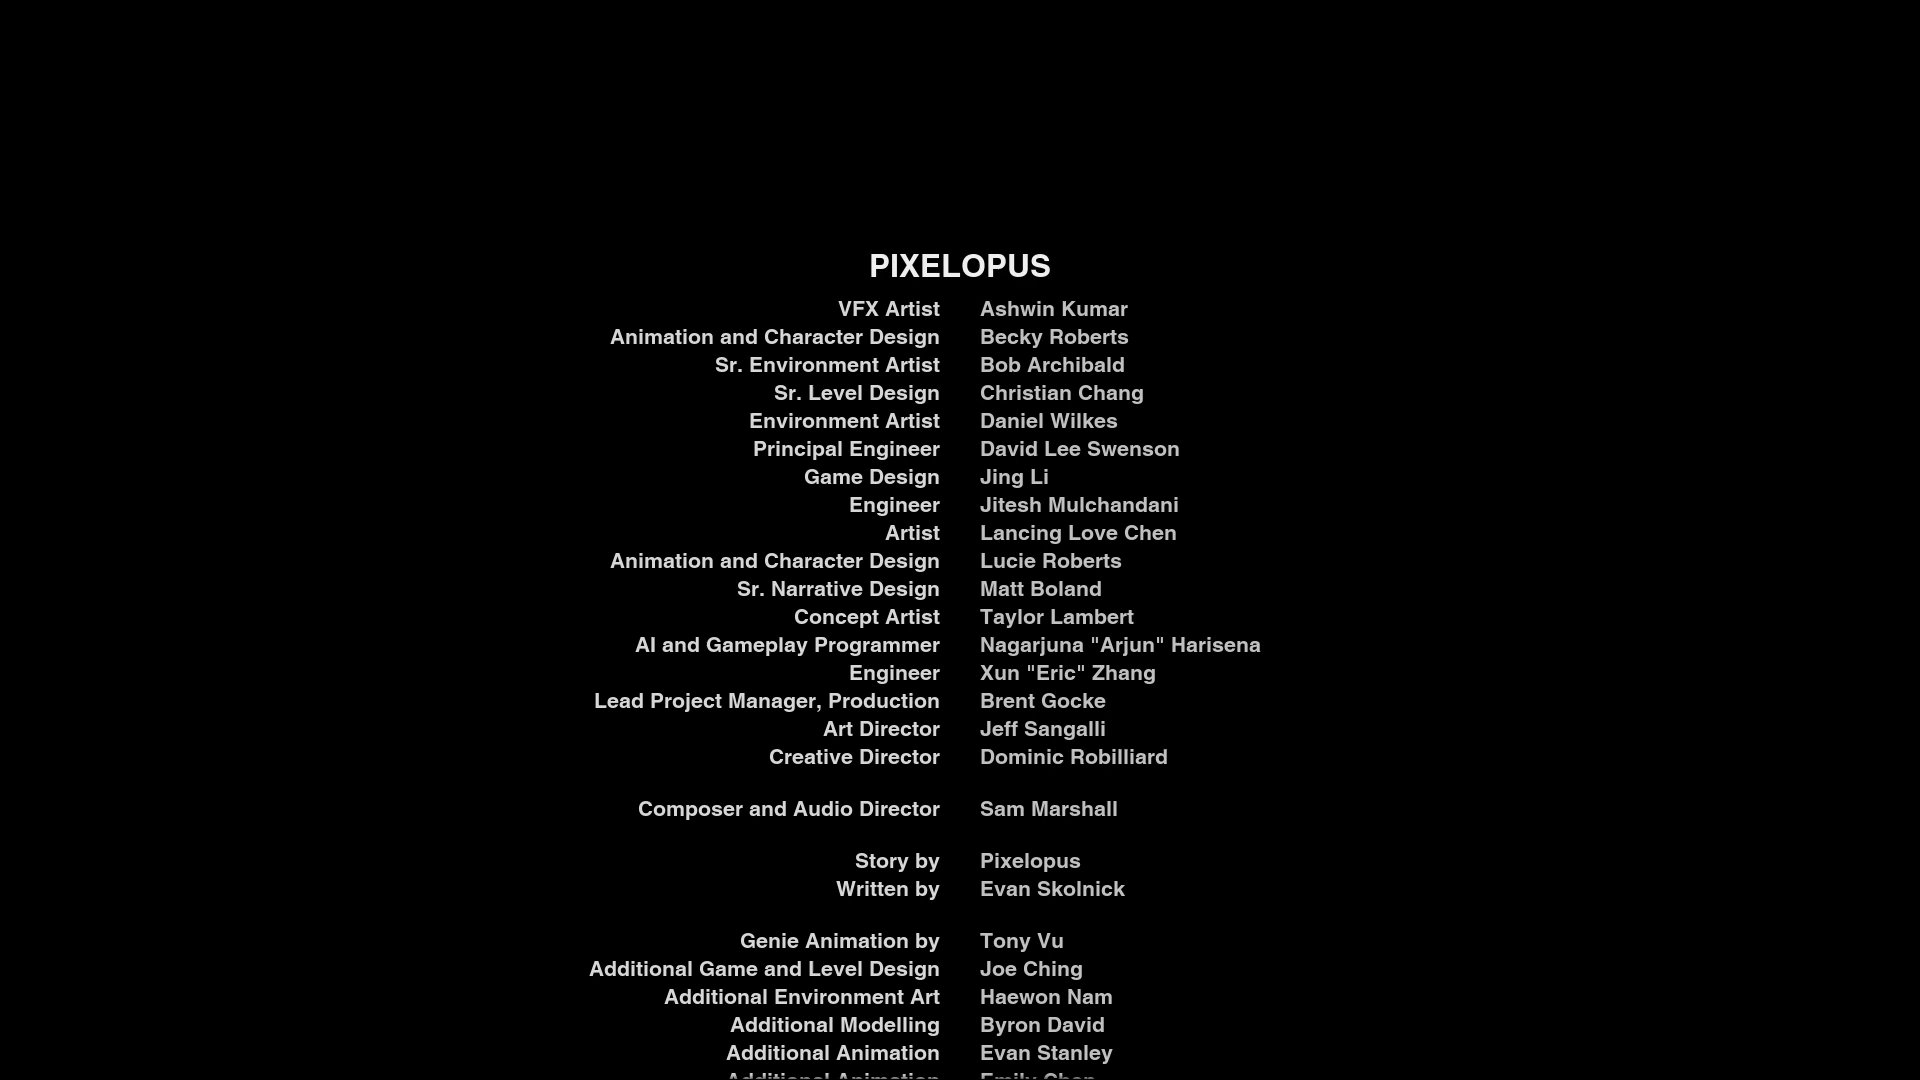 PIXELOPUS
VFX Artist Ashwin Kumar
Animation and Character Design Becky Roberts
Sr. Environment Artist Bob Archibald
Sr. Level Design Christian Chang
Environment Artist Daniel Wilkes
Principal Engineer David Lee Swenson
Game Design Jing Li
Engineer Jitesh Mulchandani
Artist Lancing Love Chen
Animation and Character Design Lucie Roberts
Sr. Narrative Design Matt Boland
Concept Artist Taylor Lambert
AI and Gameplay Programmer Nagarjuna "Arjun" Harisena
Engineer Xun "Eric" Zhang
Lead Project Manager, Production Brent Gocke
Art Director Jeff Sangalli
Creative Director Dominic Robilliard
Composer and Audio Director Sam Marshall
Story by Pixelopus
Written by Evan Skolnick
Genie Animation by Tony Vu
Additional Game and Level Design Joe Ching
Additional Environment Art Haewon Nam
Additional Modelling Byron David
Additional Animation Evan Stanley
Additional Animation Emily Chen